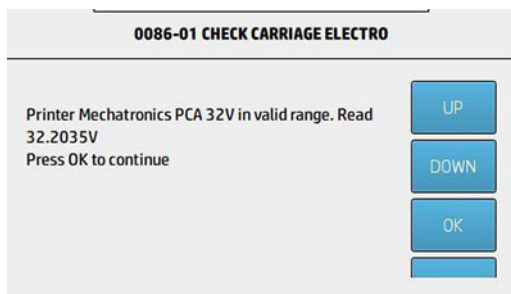 0086-01 CHECK CARRIAGE ELECTRO
Printer Mechatronics PCA 32V in valid range. Read
32.2035V
Press OK to continue
UP
DOWN
OK